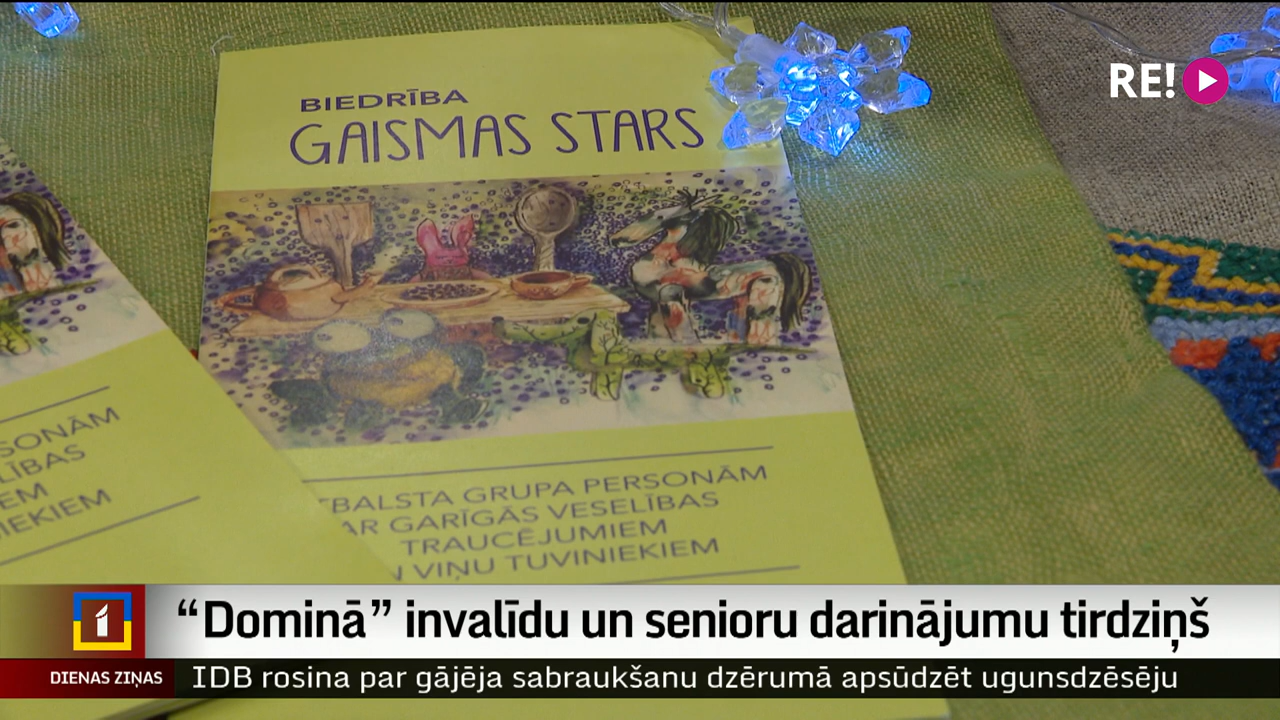 RE!
BIEDRĪBA
GAISMAS STARS
TBALSTA GRUPA PERSONĀM
AR GARĪGĀS VESELĪBAS
TRAUCĒJUMIEM
VIŅU TUVINIEKIEM
SONĀM
LĪBAS
EM
NIEKIEM
1
“Dominā” invalīdu un senioru darinājumu tirdziņš
DIENAS ZIŅAS
IDB rosina par gājēja sabraukšanu dzērumā apsūdzēt ugunsdzēsēju